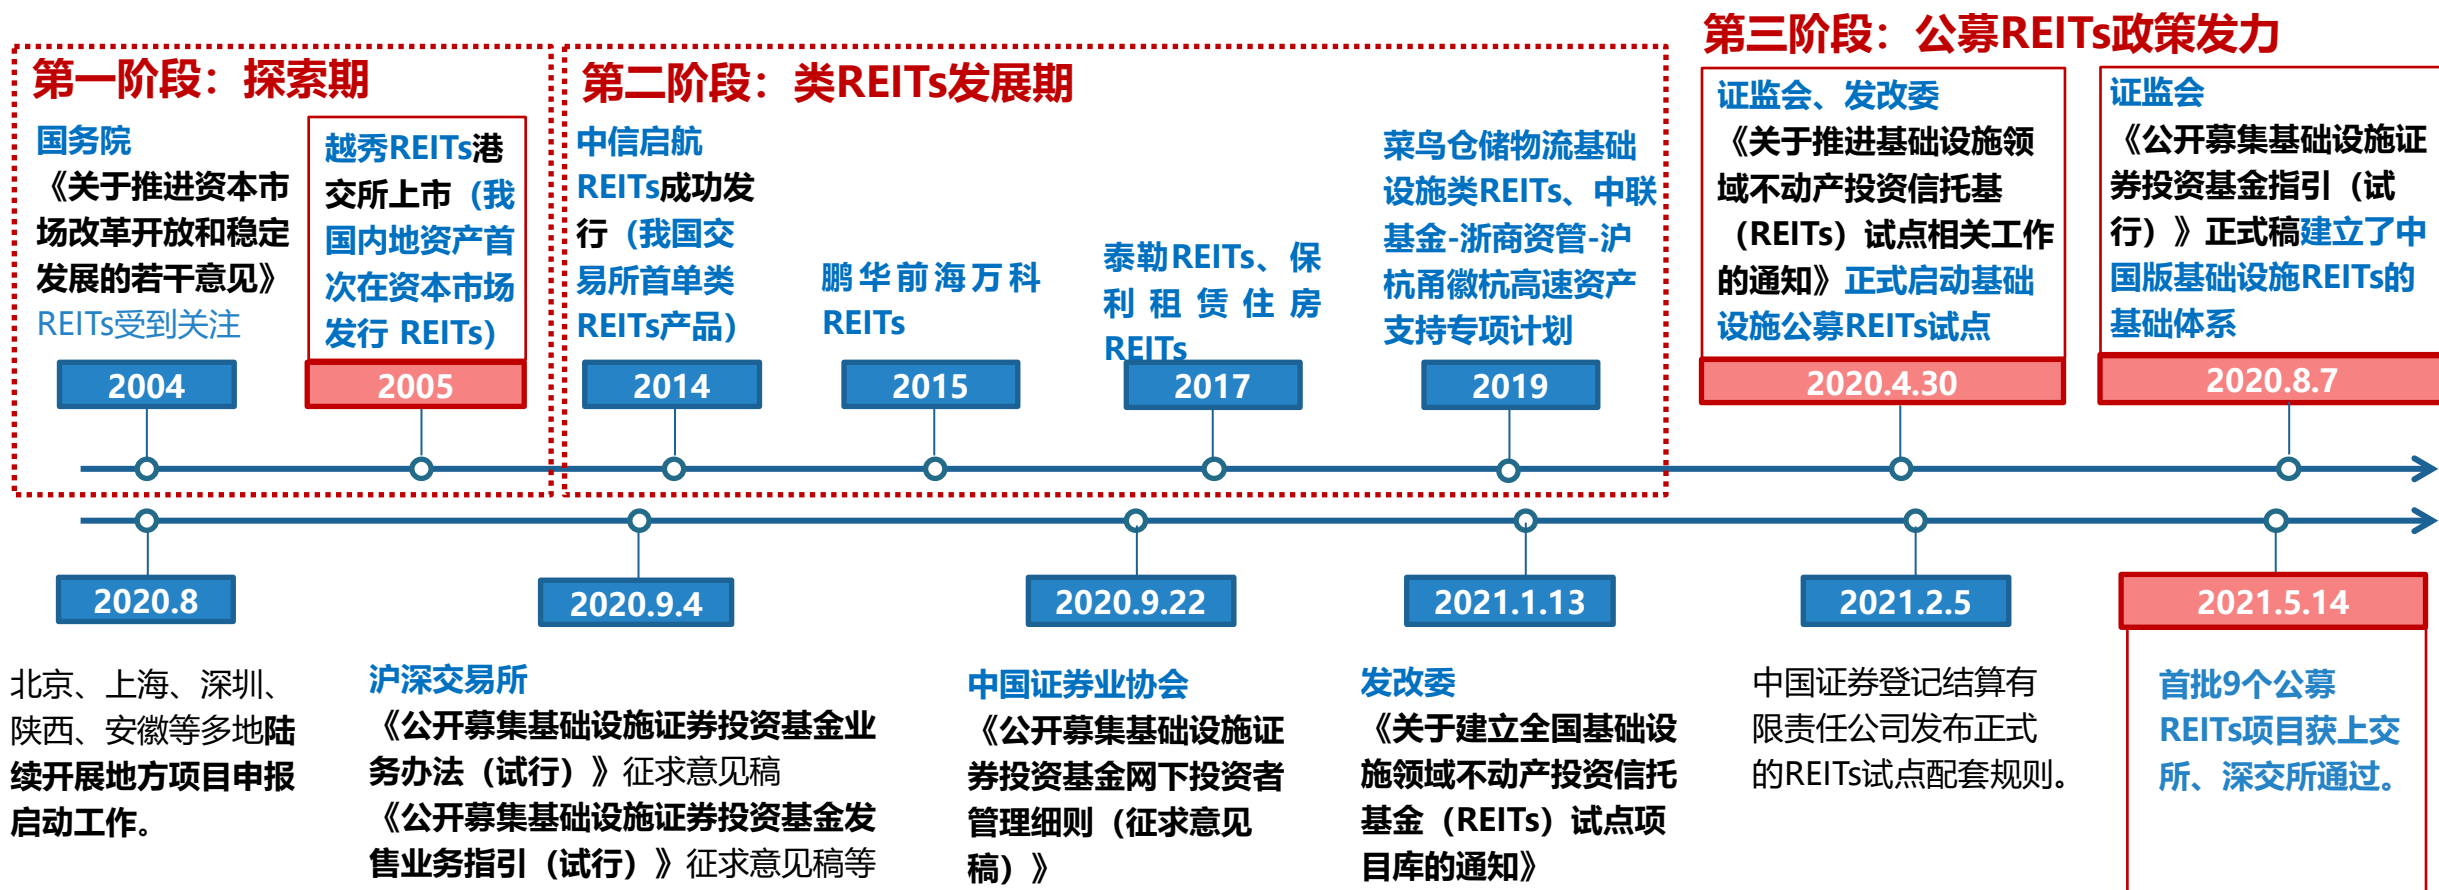 第一阶段：探索期
国务院
《关于推进资本市
场改革开放和稳定
发展的若干意见》
REITs受到关注
2004
越秀REITs港
交所上市（我
国内地资产首
次在资本市场
发行 REITs）
2005
第二阶段：类REITs发展期
中信启航
REITs成功发
行（我国交
易所首单类
REITs产品）
2014
鹏华前海万科
REITs
2015
泰勒REITs、保
利租赁住房
REITs
2017
菜鸟仓储物流基础
设施类REITs、中联
基金-浙商资管-沪
杭甬徽杭高速资产
支持专项计划
2019
第三阶段：公募REITs政策发力
证监会、发改委
《关于推进基础设施领
域不动产投资信托基
（REITs）试点相关工作
的通知》正式启动基础
设施公募REITs试点
2020.4.30
证监会
《公开募集基础设施证
券投资基金指引（试
行）》正式稿建立了中
国版基础设施REITs的
基础体系
2020.8.7
2020.8
北京、上海、深圳、
陕西、安徽等多地陆
续开展地方项目申报
启动工作。
2020.9.4
沪深交易所
《公开募集基础设施证券投资基金业
务办法（试行）》征求意见稿
《公开募集基础设施证券投资基金发
售业务指引（试行）》征求意见稿等
2020.9.22
中国证券业协会
《公开募集基础设施证
券投资基金网下投资者
管理细则（征求意见
稿）》
2021.1.13
发改委
《关于建立全国基础设
施领域不动产投资信托
基金（REITs）试点项
目库的通知》
2021.2.5
中国证券登记结算有
限责任公司发布正式
的REITs试点配套规则。
2021.5.14
首批9个公募
REITs项目获上交
所、深交所通过。